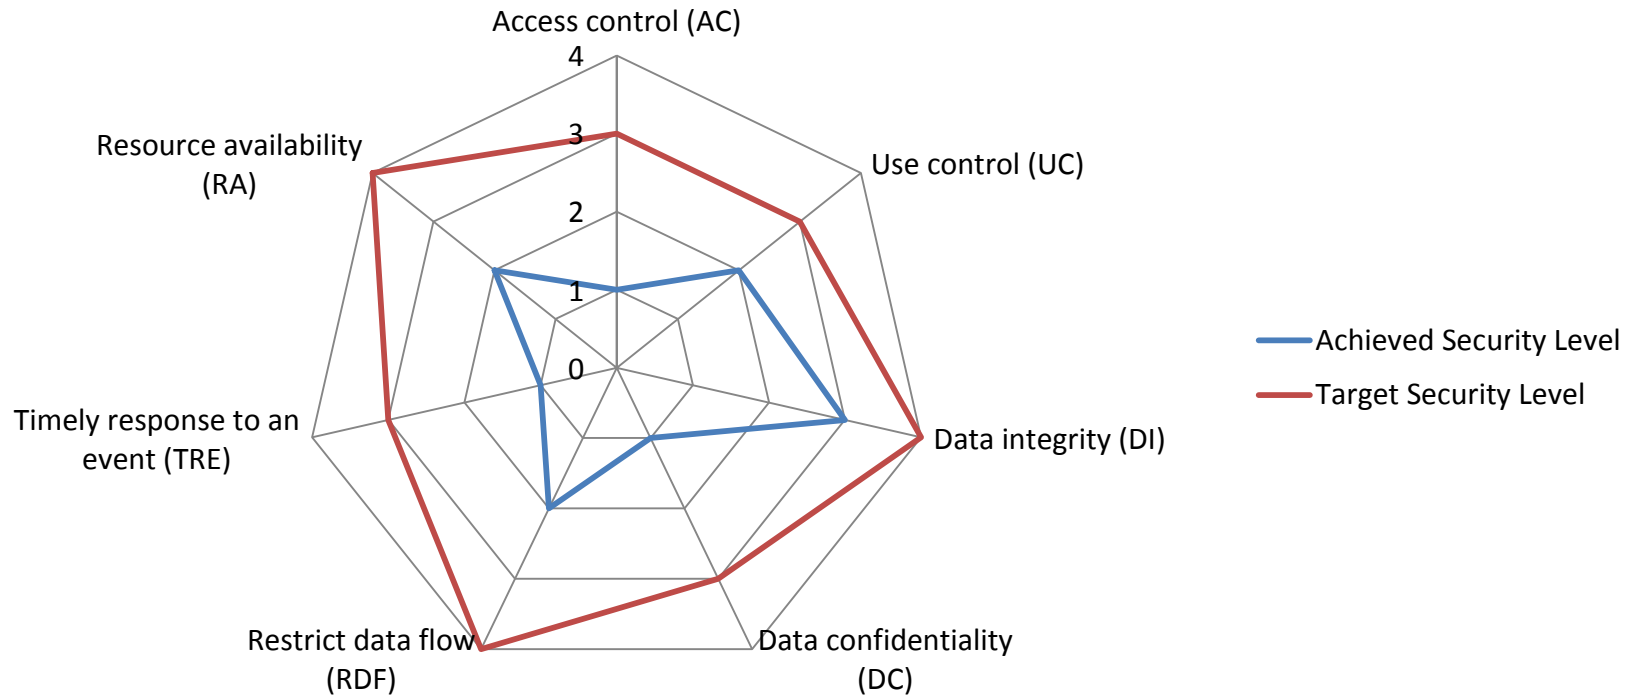 Access control (AC)
4
3
2
1
0
Use control (UC)
Data integrity (DI)
Data confidentiality
(DC)
Restrict data flow
(RDF)
Timely response to an
event (TRE)
Resource availability
(RA)
Achieved Security Level
Target Security Level